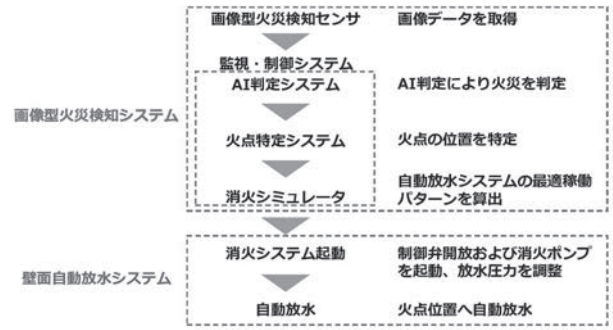 画像型火災検知センサ 画像データを取得
監視・制御システム
AI判定システム AI判定により火災を判定
画像型火災検知システム
火点特定システム 火点の位置を特定
消火シミュレータ 自動放水システムの最適稼働
パターンを算出
消火システム起動 制御弁開放および消火ポンプ
を起動、放水圧力を調整
壁面自動放水システム
自動放水 火点位置へ自動放水